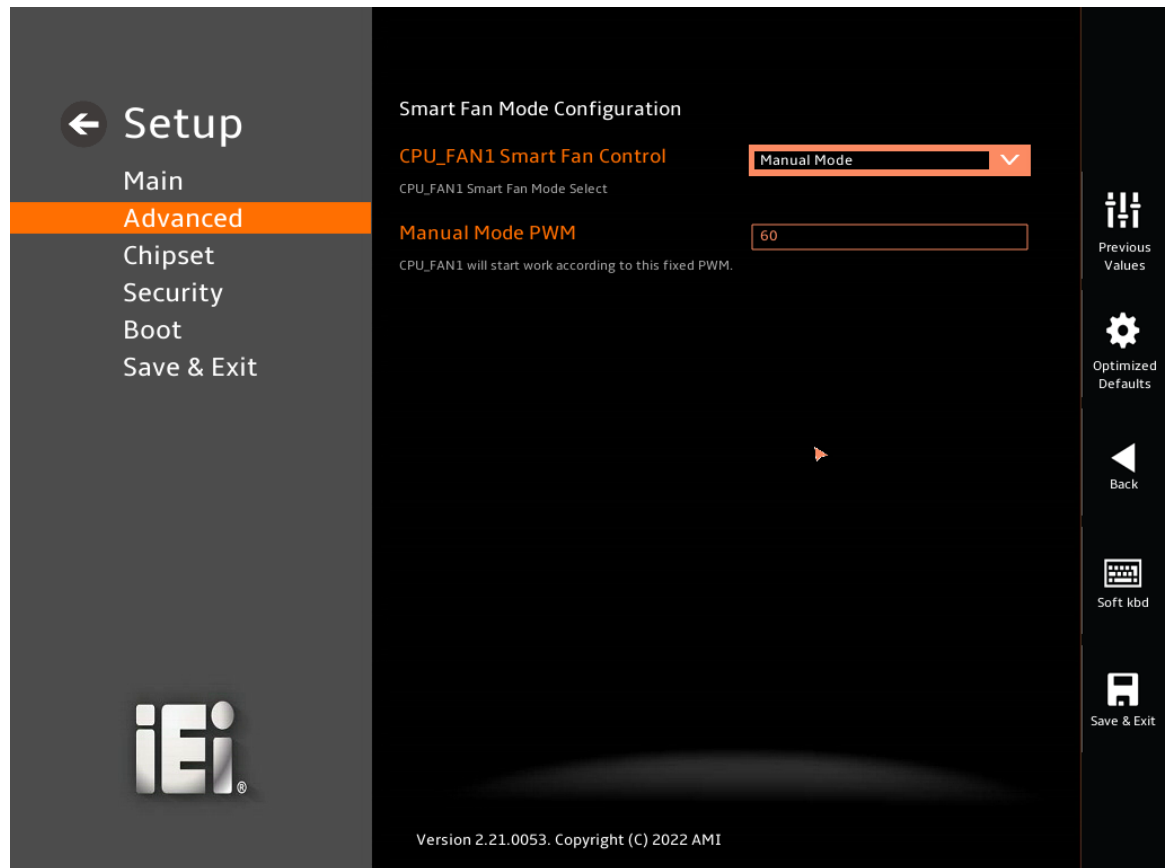 Setup
Main
Advanced
Chipset
Security
Boot
Save & Exit
iEi®
Smart Fan Mode Configuration
CPU_FAN1 Smart Fan Control
Manual Mode
CPU_FAN1 Smart Fan Mode Select
Manual Mode PWM
60
CPU_FAN1 will start work according to this fixed PWM.
Version 2.21.0053. Copyright (C) 2022 AMI
Previous
Values
Optimized
Defaults
Back
Soft kbd
Save & Exit